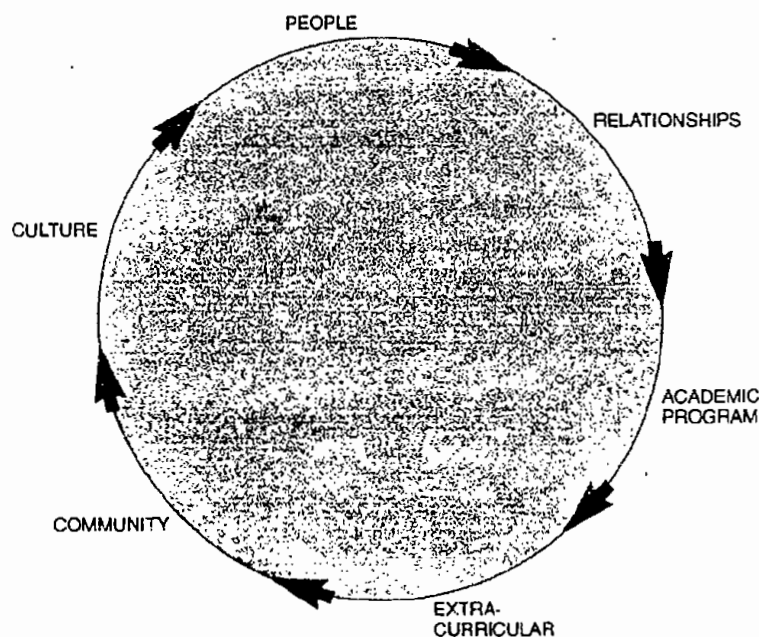 PEOPLE
RELATIONSHIPS
ACADEMIC
PROGRAM
EXTRA-
CURRICULAR
COMMUNITY
CULTURE